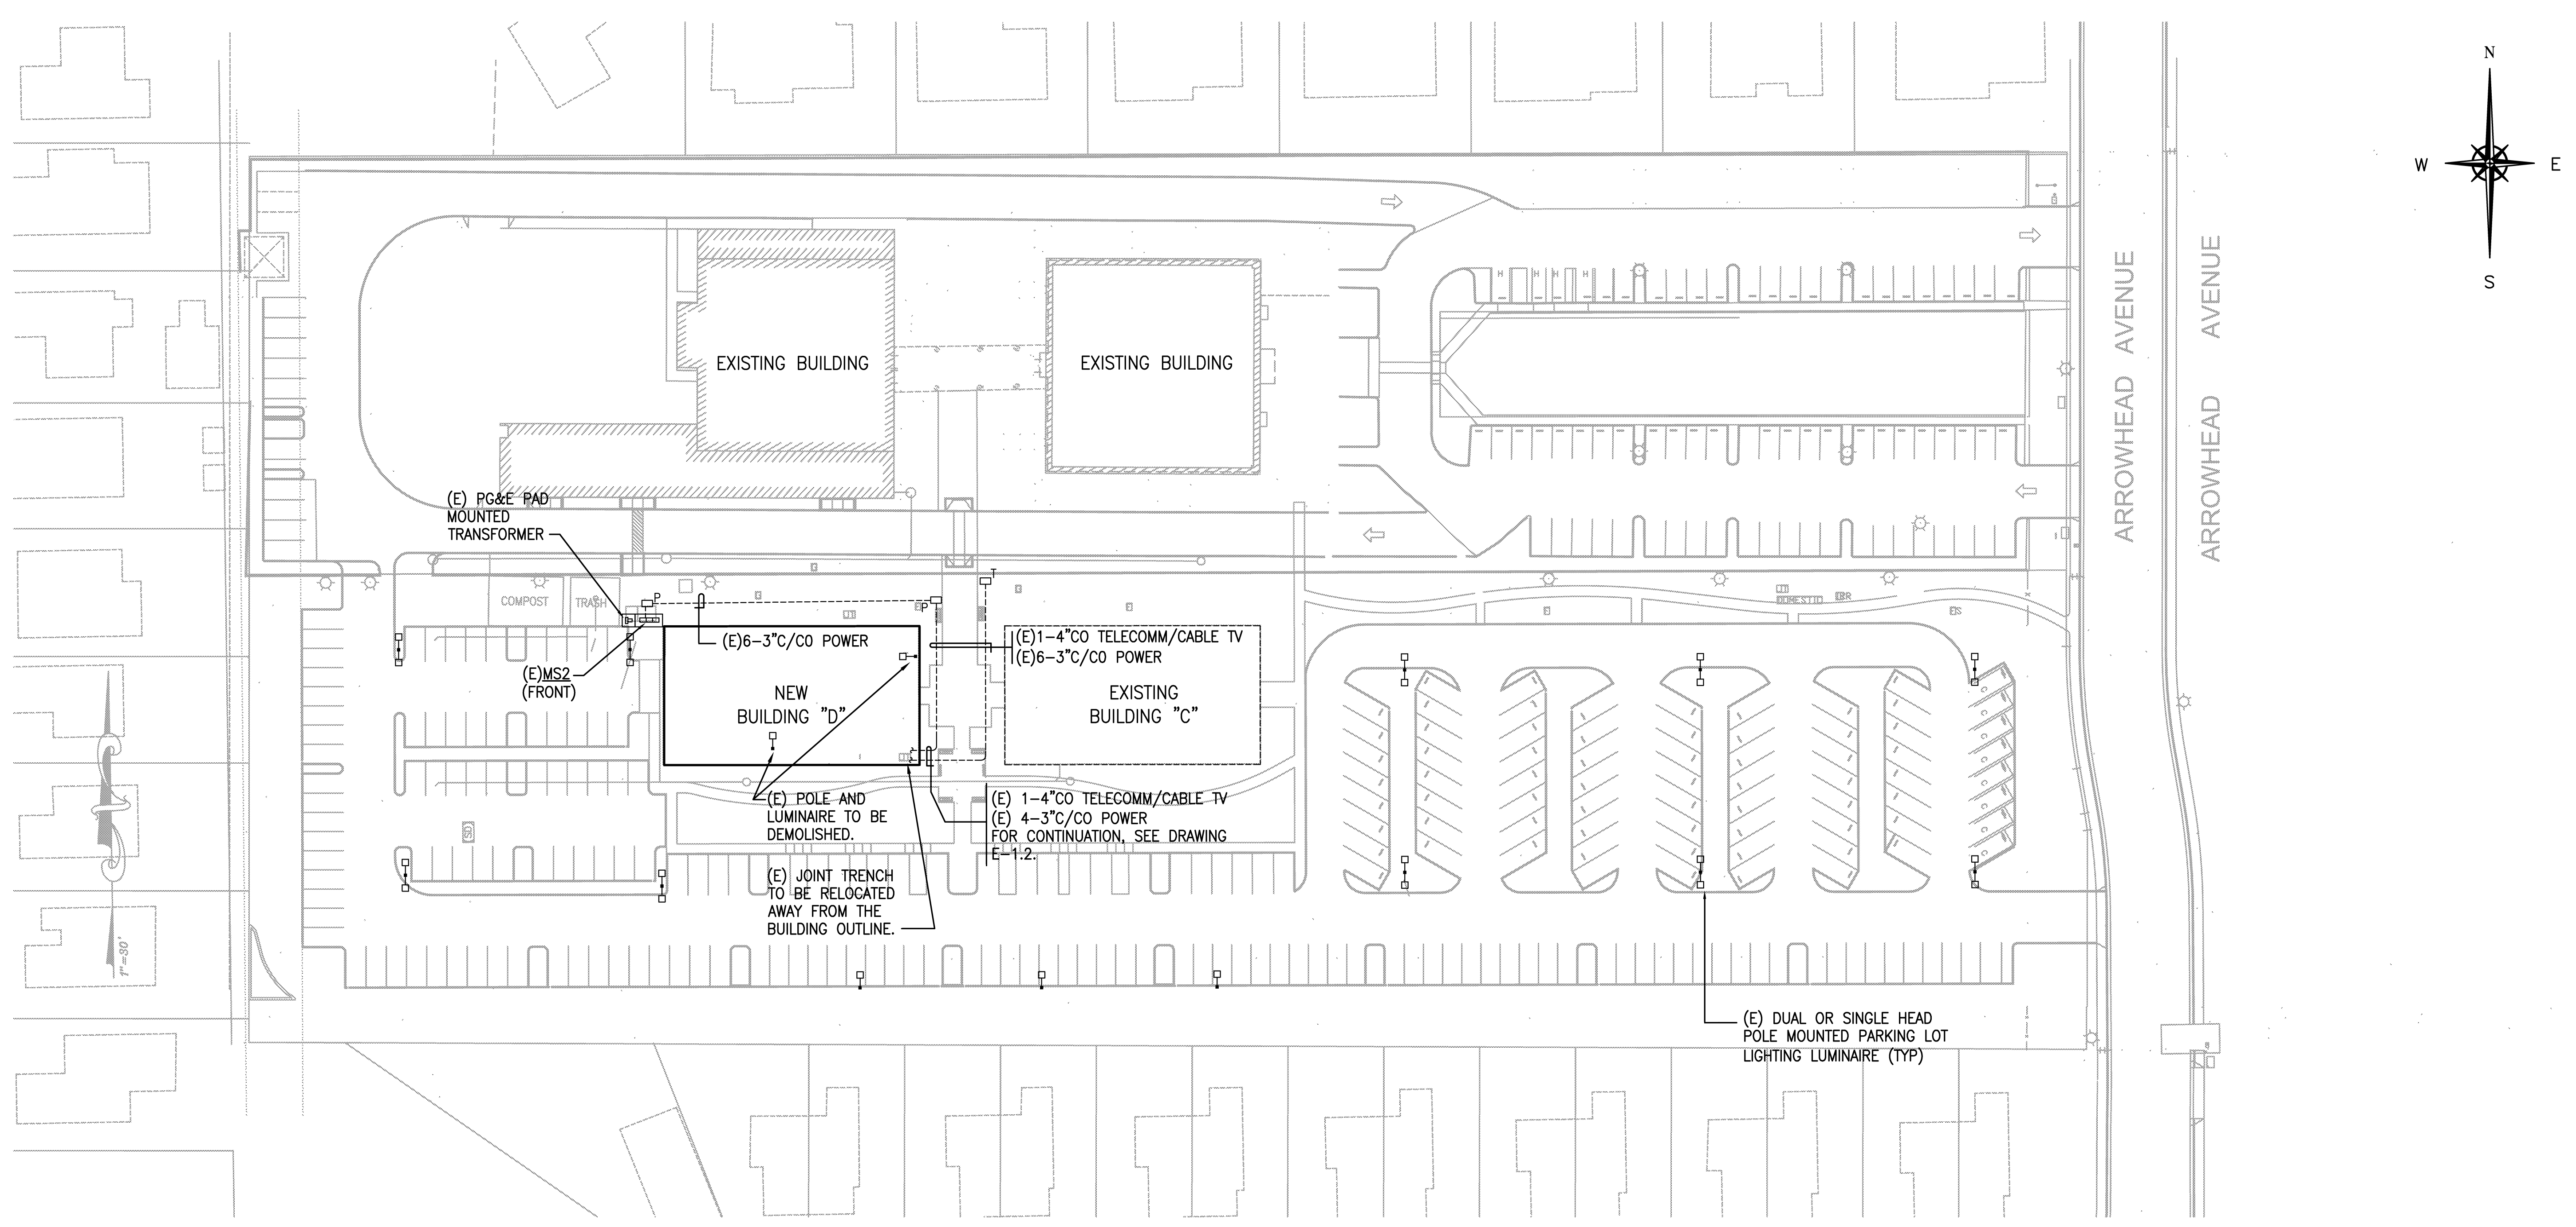 N
W
E
S
ARROWHEAD AVENUE
ARROWHEAD AVENUE
H
H
H
H
EXISTING BUILDING
EXISTING BUILDING
(E) PG&E PAD
MOUNTED
TRANSFORMER
COMPOST
TRASH
P
P
T
DOMESTIC
IRR
(E)6-3"C/CO POWER
(E)1-4"CO TELECOMM/CABLE TV
(E)6-3"C/CO POWER
(E)MS2
(FRONT)
NEW
BUILDING "D"
EXISTING
BUILDING "C"
(E) POLE AND
LUMINAIRE TO BE
DEMOLISHED.
(E) 1-4"CO TELECOMM/CABLE TV
(E) 4-3"C/CO POWER
FOR CONTINUATION, SEE DRAWING
E-1.2.
SD
(E) JOINT TRENCH
TO BE RELOCATED
AWAY FROM THE
BUILDING OUTLINE.
C
C
C
C
C
C
1"=30'
(E) DUAL OR SINGLE HEAD
POLE MOUNTED PARKING LOT
LIGHTING LUMINAIRE (TYP)